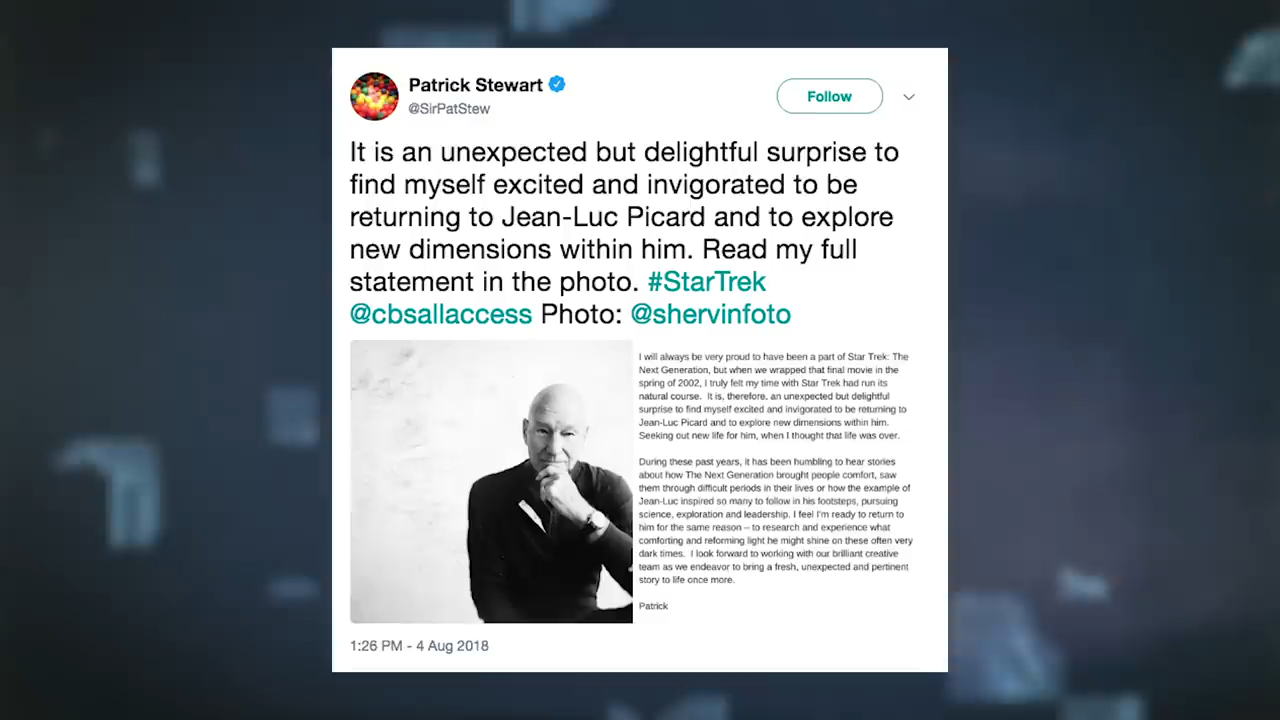 Patrick Stewart
@SirPatStew
Follow
It is an unexpected but delightful surprise to
find myself excited and invigorated to be
returning to Jean-Luc Picard and to explore
new dimensions within him. Read my full
statement in the photo. #StarTrek
@cbsallaccess Photo: @shervinfoto
I will always be very proud to have been a part of Star Trek: The
Next Generation, but when we wrapped that final movie in the
spring of 2002, I truly felt my time with Star Trek had run its
natural course. It is, therefore, an unexpected but delightful
surprise to find myself excited and invigorated to be returning to
Jean-Luc Picard and to explore new dimensions within him.
Seeking out new life for him, when I thought that life was over.
During these past years, it has been humbling to hear stories
about how The Next Generation brought people comfort, saw
them through difficult periods in their lives or how the example of
Jean-Luc inspired so many to follow in his footsteps, pursuing
science, exploration and leadership. I feel I'm ready to return to
him for the same reason – to research and experience what
comforting and reforming light he might shine on these often very
dark times. I look forward to working with our brilliant creative
team as we endeavor to bring a fresh, unexpected and pertinent
story to life once more.
Patrick
1:26 PM - 4 Aug 2018